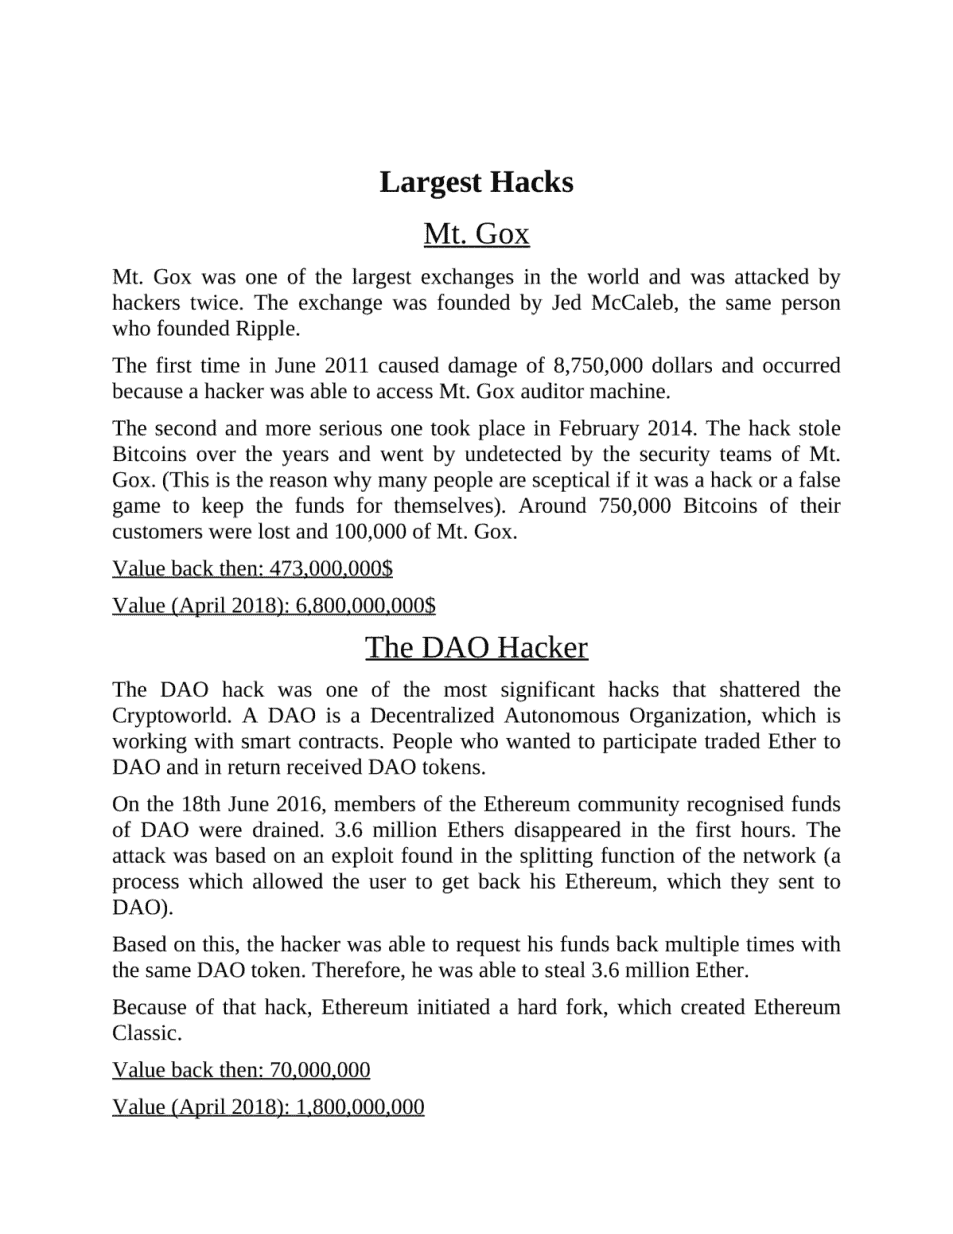 Largest Hacks
Mt. Gox
Mt. Gox was one of the largest exchanges in the world and was attacked by
hackers twice. The exchange was founded by Jed McCaleb, the same person
who founded Ripple.
The first time in June 2011 caused damage of 8,750,000 dollars and occurred
because a hacker was able to access Mt. Gox auditor machine.
The second and more serious one took place in February 2014. The hack stole
Bitcoins over the years and went by undetected by the security teams of Mt.
Gox. (This is the reason why many people are sceptical if it was a hack or a false
game to keep the funds for themselves). Around 750,000 Bitcoins of their
customers were lost and 100,000 of Mt. Gox.
Value back then: 473,000,000$
Value (April 2018): 6,800,000,000$
The DAO Hacker
The DAO hack was one of the most significant hacks that shattered the
Cryptoworld. A DAO is a Decentralized Autonomous Organization, which is
working with smart contracts. People who wanted to participate traded Ether to
DAO and in return received DAO tokens.
On the 18th June 2016, members of the Ethereum community recognised funds
of DAO were drained. 3.6 million Ethers disappeared in the first hours. The
attack was based on an exploit found in the splitting function of the network (a
process which allowed the user to get back his Ethereum, which they sent to
DAO).
Based on this, the hacker was able to request his funds back multiple times with
the same DAO token. Therefore, he was able to steal 3.6 million Ether.
Because of that hack, Ethereum initiated a hard fork, which created Ethereum
Classic.
Value back then: 70,000,000
Value (April 2018): 1,800,000,000